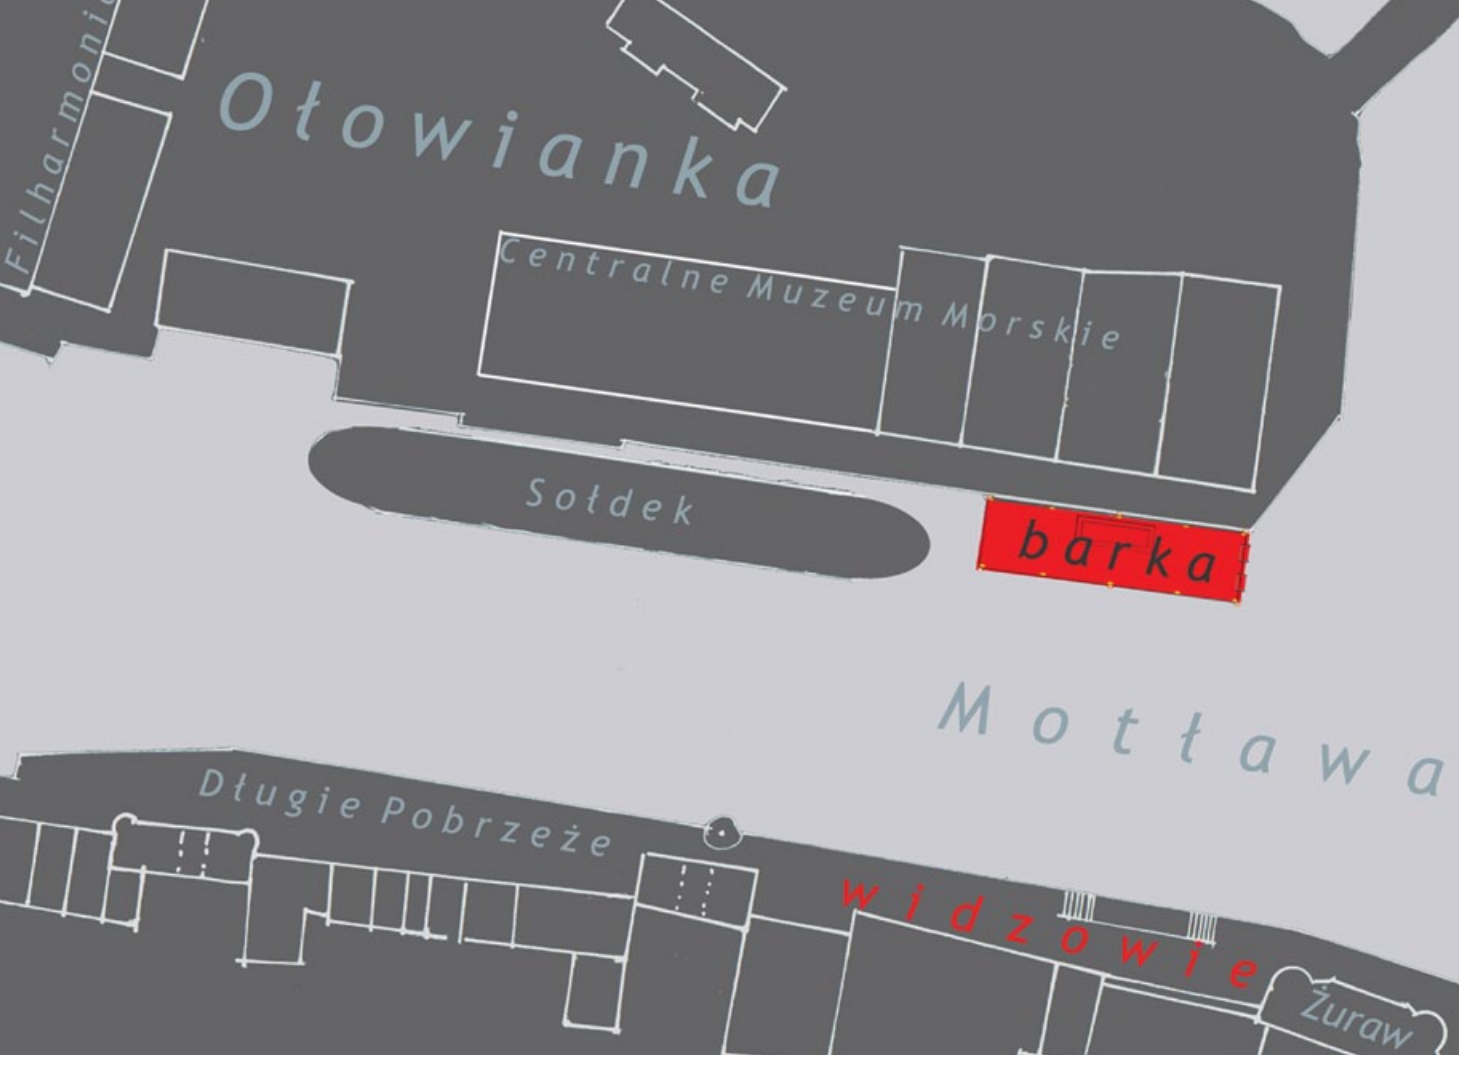 Filharmonia
Ołowianka
Centralne Muzeum Morskie
Sołdek
barka
Motława
Długie Pobrzeże
widzowie
Żuraw